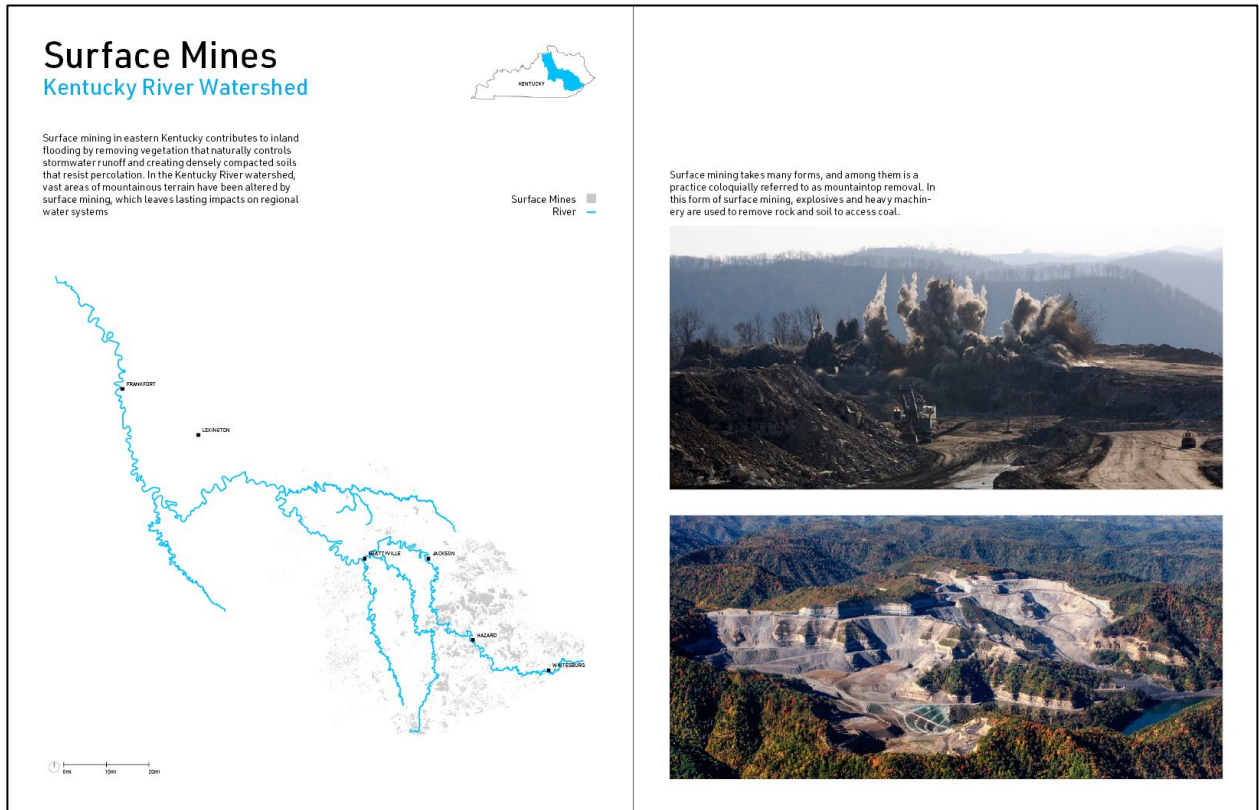 Surface Mines
Kentucky River Watershed
KENTUCKY
Surface mining in eastern Kentucky contributes to inland
flooding by removing vegetation that naturally controls
stormwater runoff and creating densely compacted soils
that resist percolation. In the Kentucky River watershed,
vast areas of mountainous terrain have been altered by
surface mining, which leaves lasting impacts on regional
water systems
Surface Mines
River
FRANKFORT
LEXINGTON
BEATTYVILLE
JACKSON
HAZARD
WHITESBURG
0mi 10mi 20mi
Surface mining takes many forms, and among them is a
practice coloquially referred to as mountaintop removal. In
this form of surface mining, explosives and heavy machin-
ery are used to remove rock and soil to access coal.